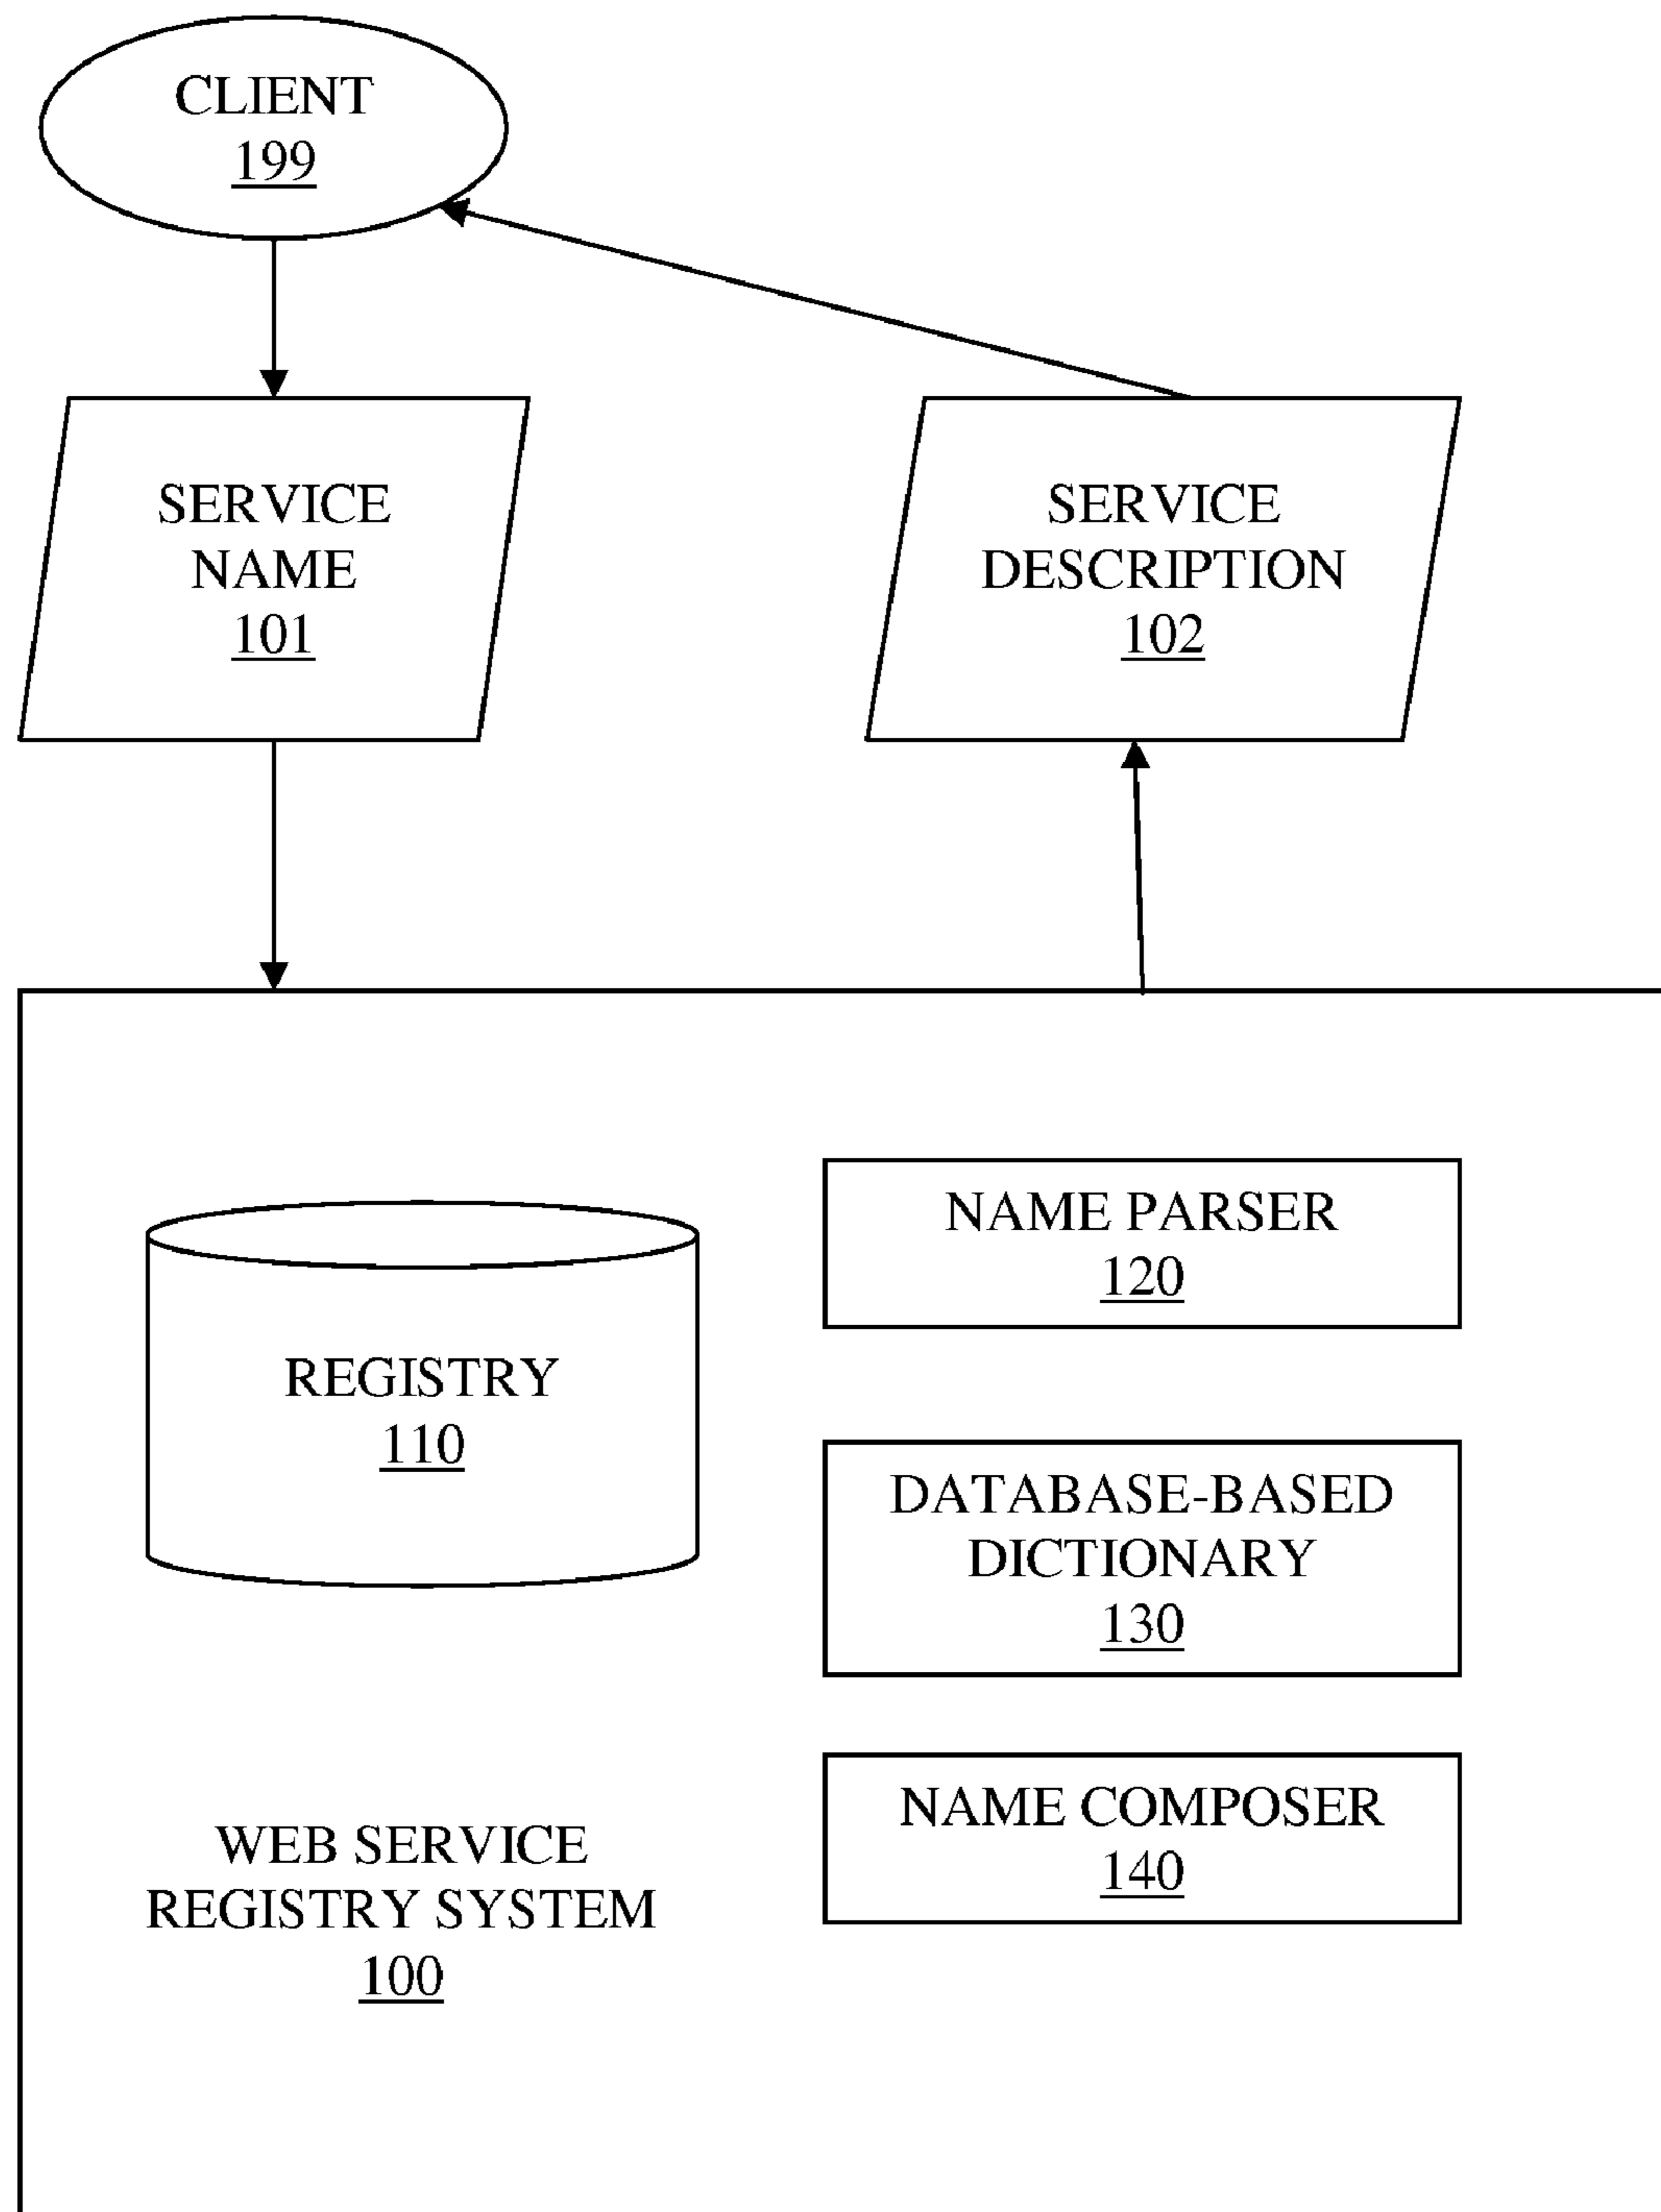 CLIENT
199
SERVICE
NAME
101
SERVICE
DESCRIPTION
102
REGISTRY
110
NAME PARSER
120
DATABASE-BASED
DICTIONARY
130
NAME COMPOSER
140
WEB SERVICE
REGISTRY SYSTEM
100